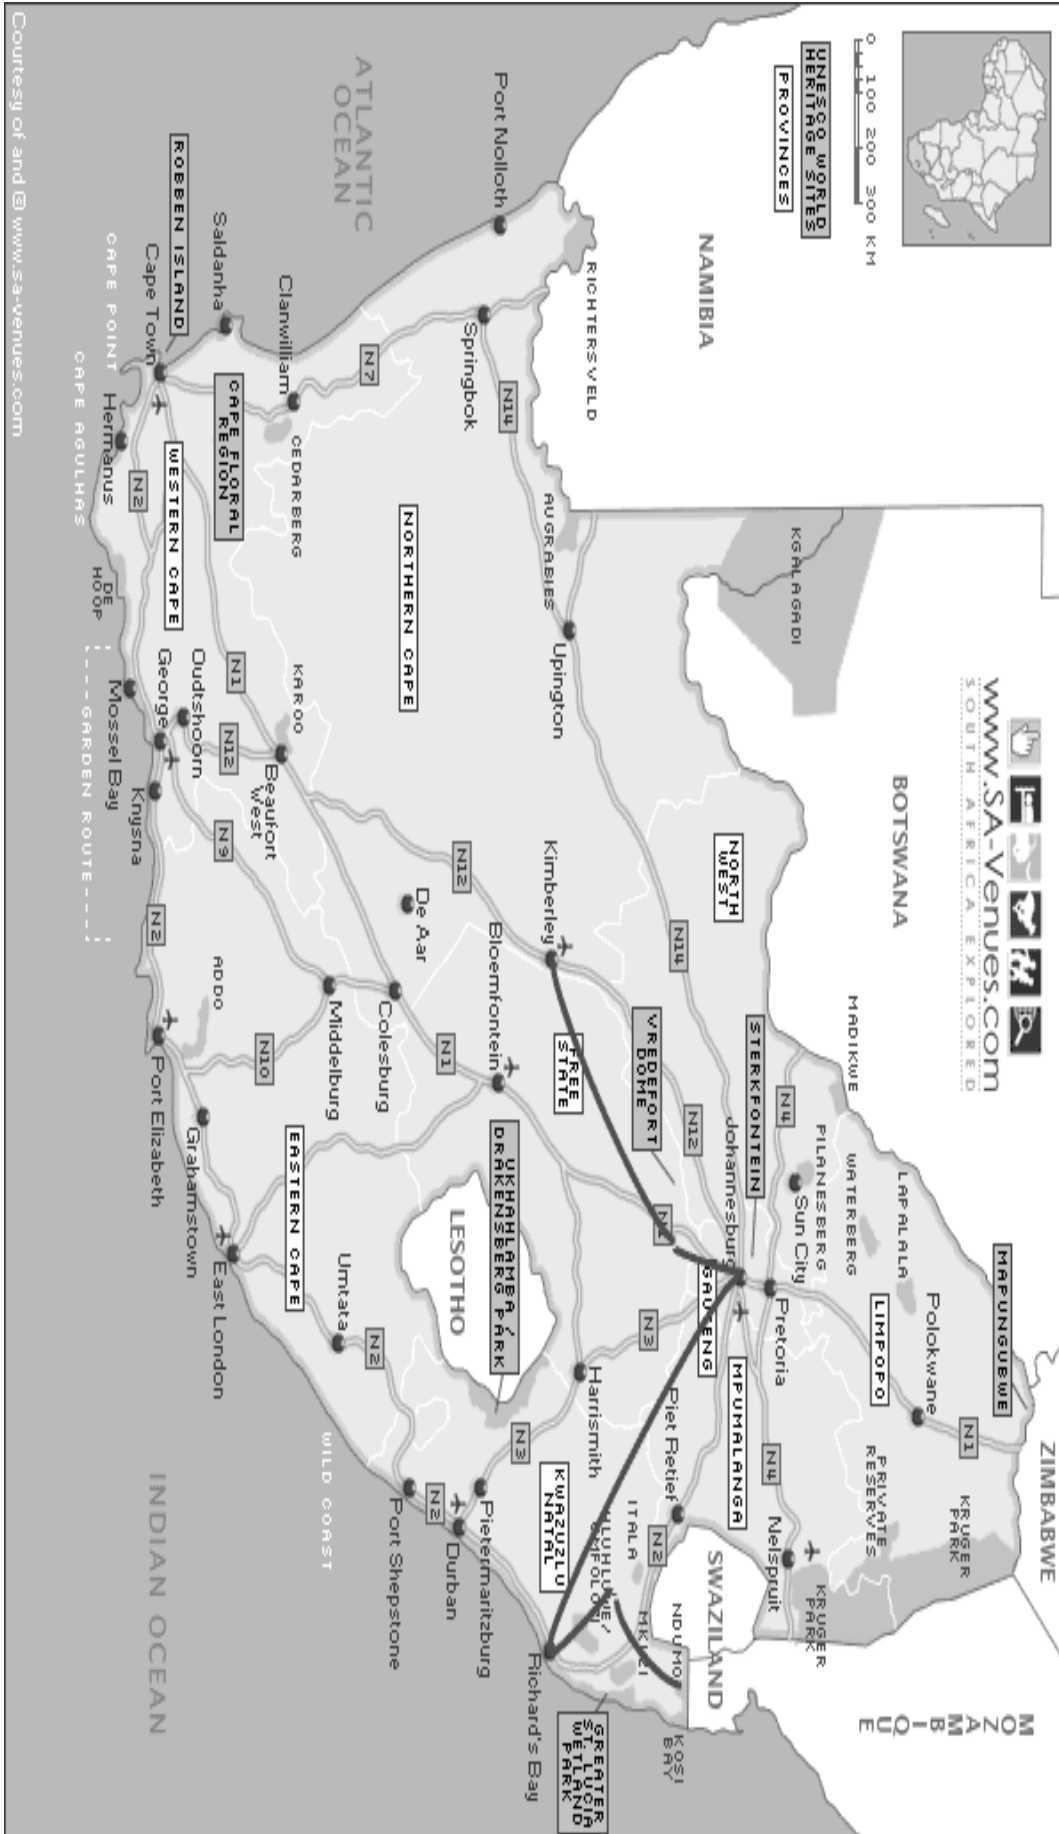 UNESCO WORLD
HERITAGE SITES
PROVINCES
0 100 200 300 KM
www.SA-Venues.com
SOUTH AFRICA EXPLORED
NAMIBIA
BOTSWANA
ZIMBABWE
MOZAMBIQUE
SWAZILAND
LESOTHO
ATLANTIC
OCEAN
INDIAN OCEAN
MAPUNGUBWE
KRUGER
PARK
N1
Polokwane
LAPALALA
LIMPOPO
PRIVATE
RESERVES
WATERBERG
MADIKWE
PILANESBERG
Sun City
N4
Pretoria
N4
Nelspruit
KRUGER
PARK
KGALAGADI
STERKFONTEIN
Johannesburg
MPUMALANGA
NORTH
WEST
N14
N12
GAUTENG
N1
VREDEFORT
DOME
N3
Piet Retief
N2
NDUMO
KOSI
BAY
MKUZI
ITALA
HLUHLUWE/
UMFOLOZI
GREATER
ST. LUCIA
WETLAND
PARK
RICHTERSVELD
Port Nolloth
Springbok
N14
AUGRABIES
Upington
Kimberley
FREE
STATE
Harrismith
KWAZUZLU
NATAL
Richard's Bay
N3
UKHAHLAMBA /
DRAKENSBERG PARK
Bloemfontein
N12
N1
De Aar
NORTHERN CAPE
Colesburg
Pietermaritzburg
Durban
N2
Port Shepstone
N7
Clanwilliam
CEDARBERG
KAROO
Middelburg
Umtata
N2
WILD COAST
EASTERN CAPE
Saldanha
CAPE FLORAL
REGION
N1
Beaufort
West
N12
N9
N10
ADDO
East London
Grahamstown
Port Elizabeth
ROBBEN ISLAND
Cape Town
WESTERN CAPE
Oudtshoorn
George
Knysna
N2
N2
Mossel Bay
Hermanus
DE
HOOP
CAPE POINT
CAPE AGULHAS
GARDEN ROUTE
Courtesy of and © www.sa-venues.com